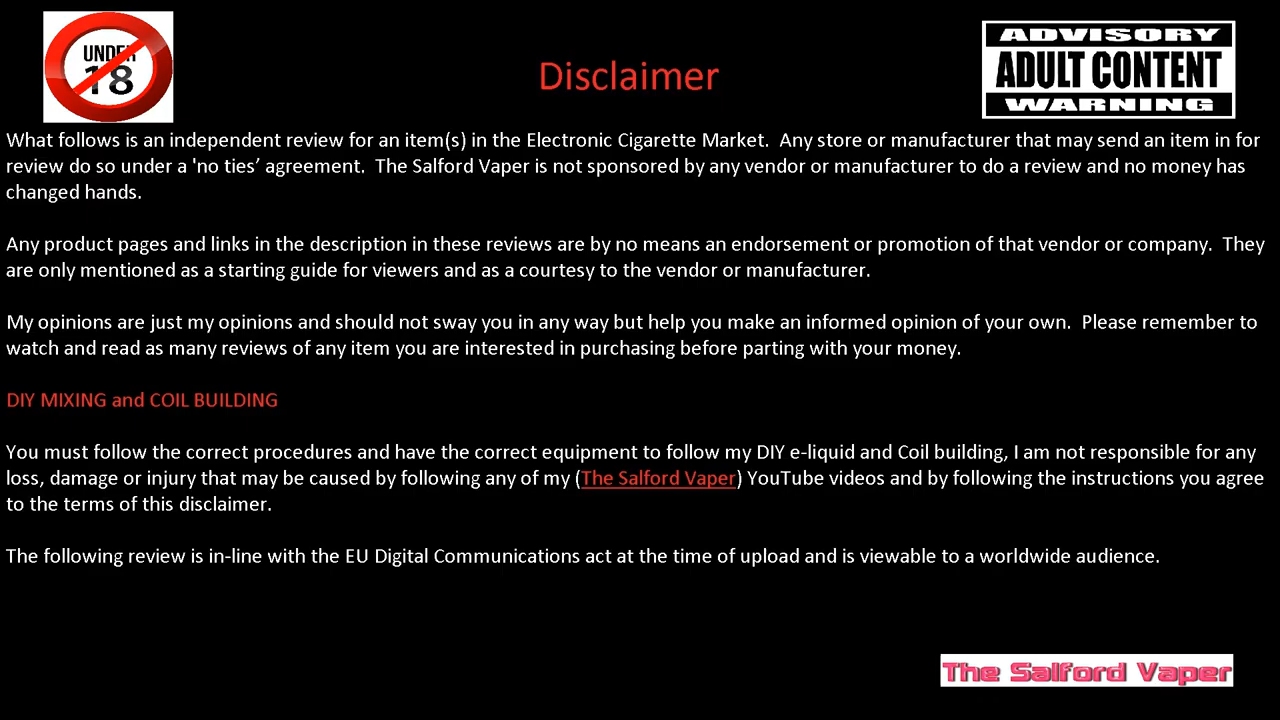 UNDER
18
Disclaimer
ADVISORY
ADULT CONTENT
WARNING
What follows is an independent review for an item(s) in the Electronic Cigarette Market.  Any store or manufacturer that may send an item in for
review do so under a 'no ties’ agreement.  The Salford Vaper is not sponsored by any vendor or manufacturer to do a review and no money has
changed hands.
Any product pages and links in the description in these reviews are by no means an endorsement or promotion of that vendor or company.  They
are only mentioned as a starting guide for viewers and as a courtesy to the vendor or manufacturer.
My opinions are just my opinions and should not sway you in any way but help you make an informed opinion of your own.  Please remember to
watch and read as many reviews of any item you are interested in purchasing before parting with your money.
DIY MIXING and COIL BUILDING
You must follow the correct procedures and have the correct equipment to follow my DIY e-liquid and Coil building, I am not responsible for any
loss, damage or injury that may be caused by following any of my (The Salford Vaper) YouTube videos and by following the instructions you agree
to the terms of this disclaimer.
The following review is in-line with the EU Digital Communications act at the time of upload and is viewable to a worldwide audience.
The Salford Vaper